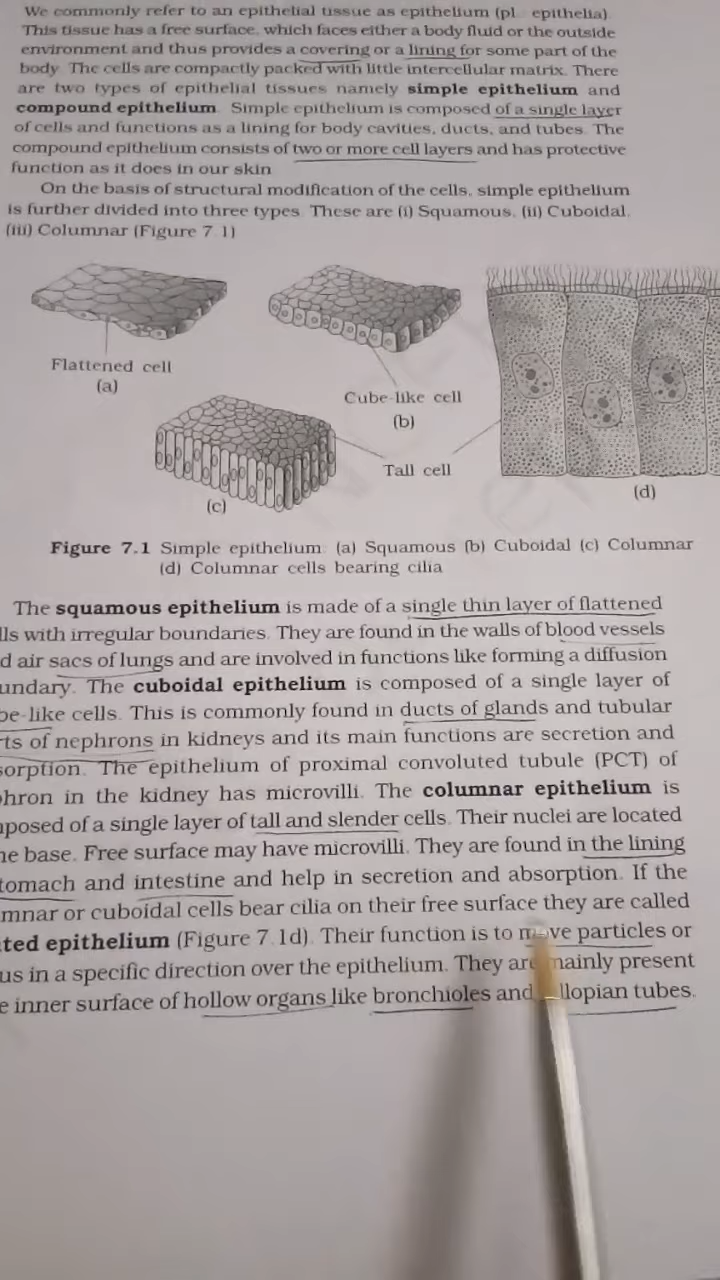 We commonly refer to an epithelial tissue as epithelium (pl. epithelia).
This tissue has a free surface, which faces either a body fluid or the outside
environment and thus provides a covering or a lining for some part of the
body. The cells are compactly packed with little intercellular matrix. There
are two types of epithelial tissues namely simple epithelium and
compound epithelium. Simple epithelium is composed of a single layer
of cells and functions as a lining for body cavities, ducts, and tubes. The
compound epithelium consists of two or more cell layers and has protective
function as it does in our skin
On the basis of structural modification of the cells, simple epithelium
is further divided into three types. These are (i) Squamous, (ii) Cuboidal,
(iii) Columnar (Figure 7.1)
Flattened cell
(a)
Cube-like cell
(b)
Tall cell
(c)
(d)
Figure 7.1 Simple epithelium: (a) Squamous (b) Cuboidal (c) Columnar
(d) Columnar cells bearing cilia
The squamous epithelium is made of a single thin layer of flattened
lls with irregular boundaries. They are found in the walls of blood vessels
d air sacs of lungs and are involved in functions like forming a diffusion
undary. The cuboidal epithelium is composed of a single layer of
be-like cells. This is commonly found in ducts of glands and tubular
rts of nephrons in kidneys and its main functions are secretion and
sorption. The epithelium of proximal convoluted tubule (PCT) of
phron in the kidney has microvilli. The columnar epithelium is
posed of a single layer of tall and slender cells. Their nuclei are located
he base. Free surface may have microvilli. They are found in the lining
tomach and intestine and help in secretion and absorption. If the
mnar or cuboidal cells bear cilia on their free surface they are called
ted epithelium (Figure 7.1d). Their function is to move particles or
us in a specific direction over the epithelium. They are mainly present
e inner surface of hollow organs like bronchioles and llopian tubes.